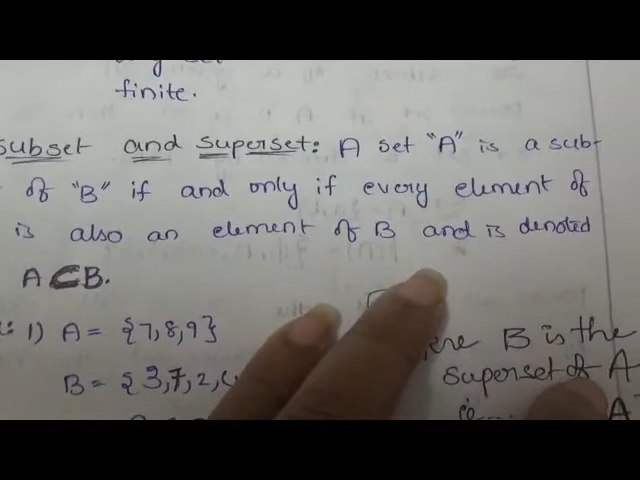 finite.
subset and superset: A set "A" is a subt
of "B" if and only if every element of
is also an element of B and is denoted
A ⊂ B.
1) A = {7,8,9}
B = {3,7,2,
B is the
superset of A
A